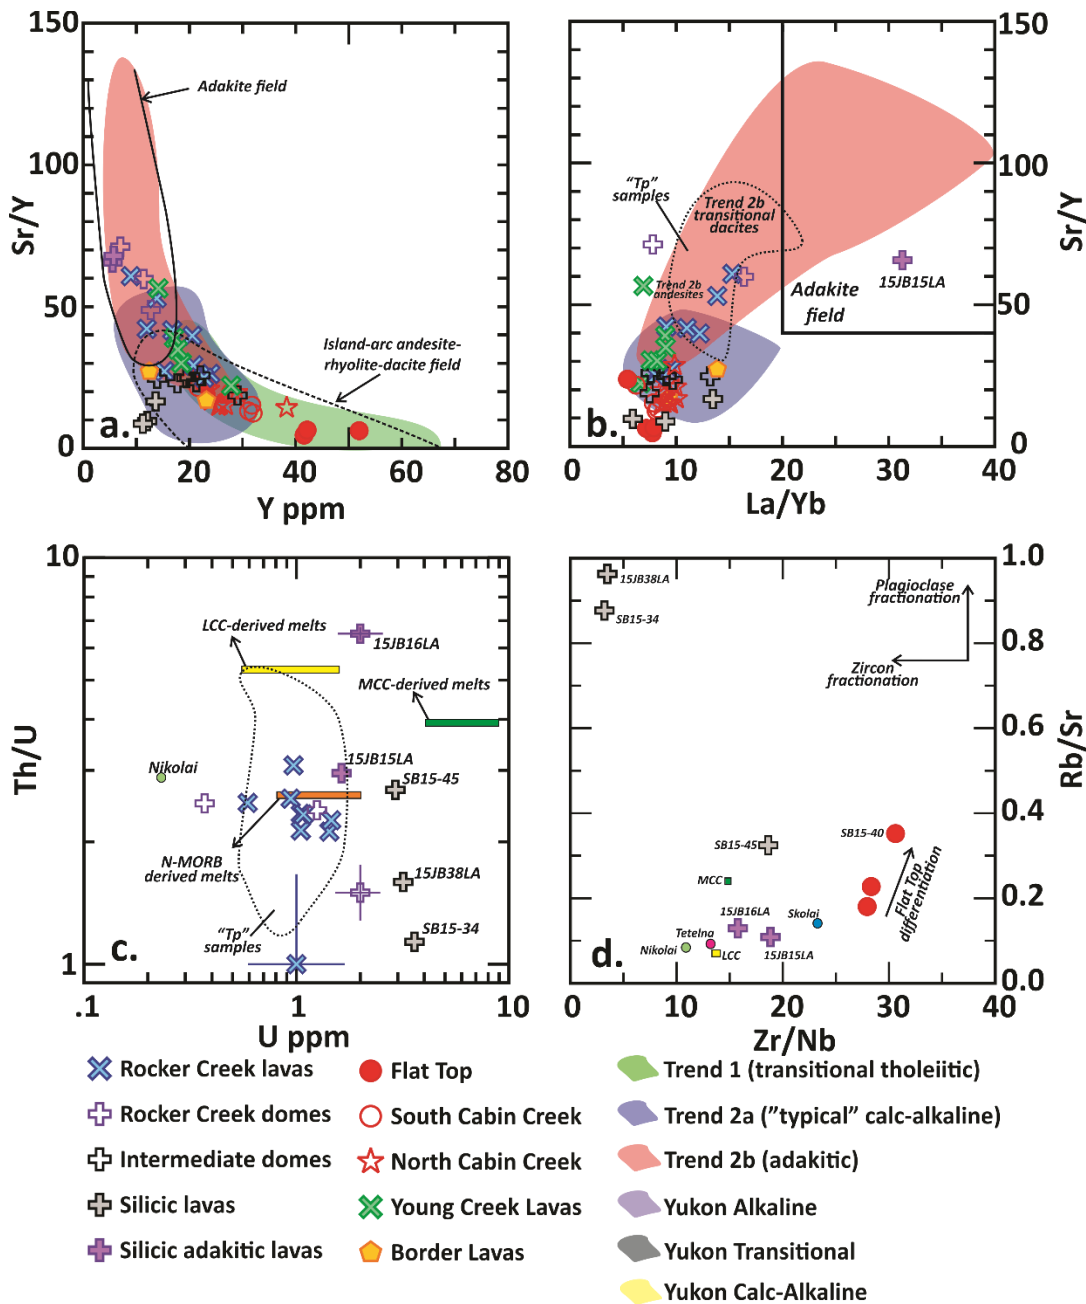 150
100
50
0
Sr/Y
Adakite field
Island-arc andesite-
rhyolite-dacite field
a.
0
20
40
60
80
Y ppm
150
100
50
0
Sr/Y
"Tp"
samples
Trend 2b
transitional
dacites
Trend 2b
andesites
15JB15LA
Adakite
field
b.
0
10
20
30
40
La/Yb
10
1
Th/U
LCC-derived melts
15JB16LA
MCC-derived melts
Nikolai
15JB15LA
SB15-45
N-MORB
derived melts
15JB38LA
"Tp"
samples
SB15-34
c.
.1
1
10
U ppm
1.0
0.8
0.6
0.4
0.2
0.0
Rb/Sr
15JB38LA
SB15-34
Plagioclase
fractionation
Zircon
fractionation
SB15-45
SB15-40
MCC
15JB16LA
Skolai
Flat Top
differentiation
Tetelna
Nikolai
LCC
15JB15LA
d.
0
10
20
30
40
Zr/Nb
Rocker Creek lavas
Rocker Creek domes
Intermediate domes
Silicic lavas
Silicic adakitic lavas
Flat Top
South Cabin Creek
North Cabin Creek
Young Creek Lavas
Border Lavas
Trend 1 (transitional tholeiitic)
Trend 2a ("typical" calc-alkaline)
Trend 2b (adakitic)
Yukon Alkaline
Yukon Transitional
Yukon Calc-Alkaline